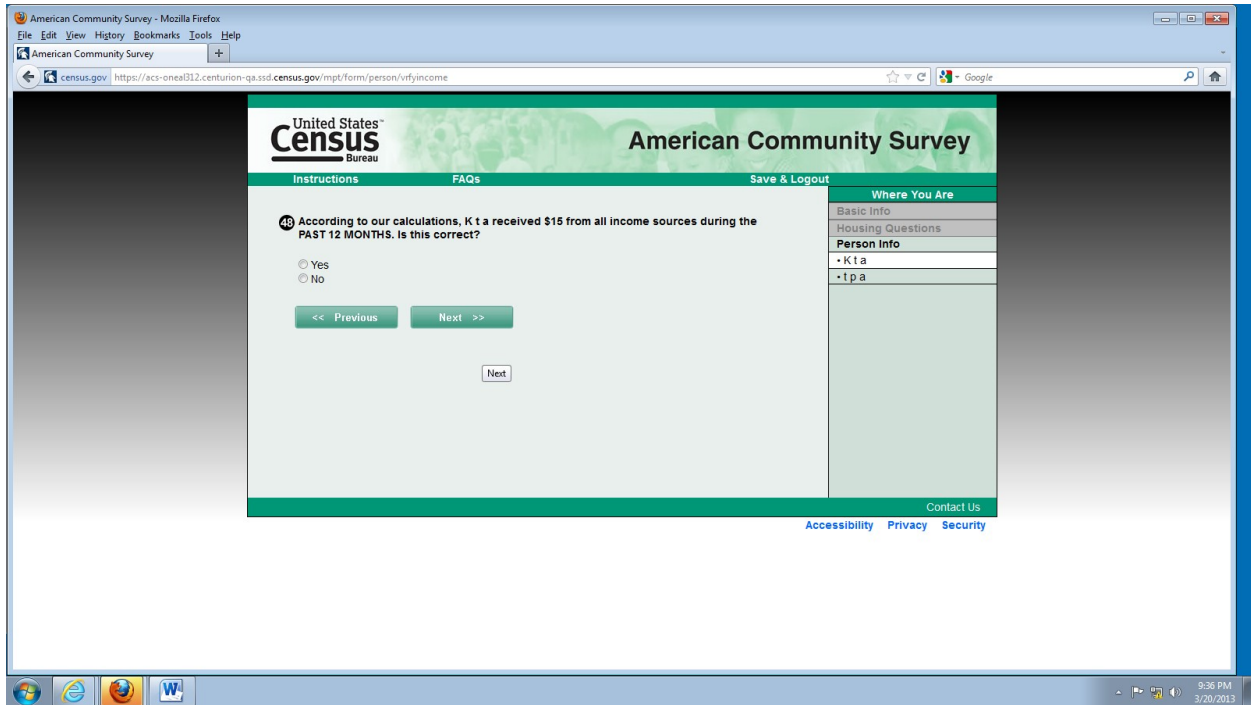 American Community Survey - Mozilla Firefox
File Edit View History Bookmarks Tools Help
American Community Survey +
census.gov https://acs-oneal312.centurion-qa.ssd.census.gov/mpt/form/person/vrfyincome Google
United States™
Census
Bureau
American Community Survey
Instructions FAQs Save & Logout
Where You Are
Basic Info
Housing Questions
Person Info
• K t a
• t p a
48 According to our calculations, K t a received $15 from all income sources during the
PAST 12 MONTHS. Is this correct?
Yes
No
<< Previous Next >>
Next
Contact Us
Accessibility Privacy Security
W
9:36 PM
3/20/2013